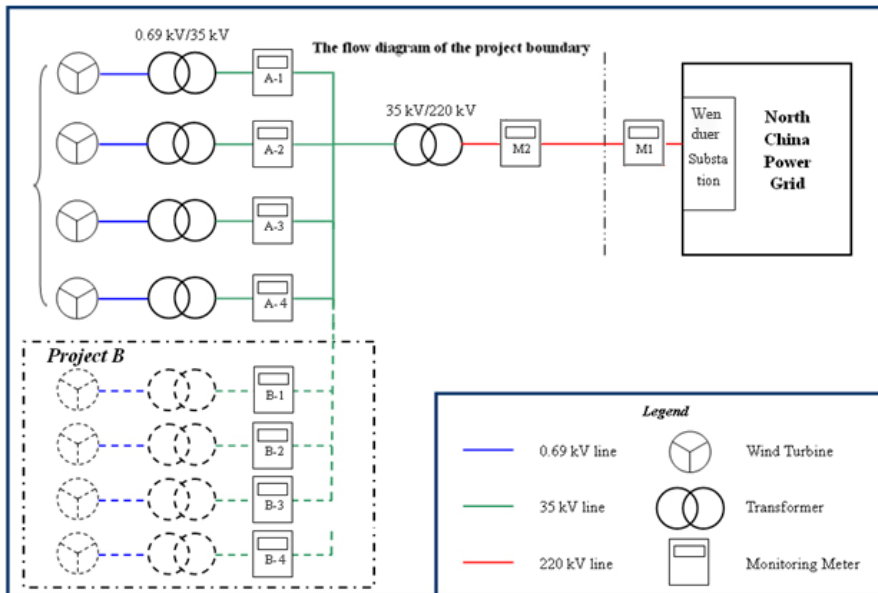 0.69 kV/35 kV
The flow diagram of the project boundary
A-1
35 kV/220 kV
A-2
M2
M1
Wen
duer
Substa
tion
North
China
Power
Grid
A-3
A-4
Project B
B-1
B-2
B-3
B-4
Legend
0.69 kV line
Wind Turbine
35 kV line
Transformer
220 kV line
Monitoring Meter